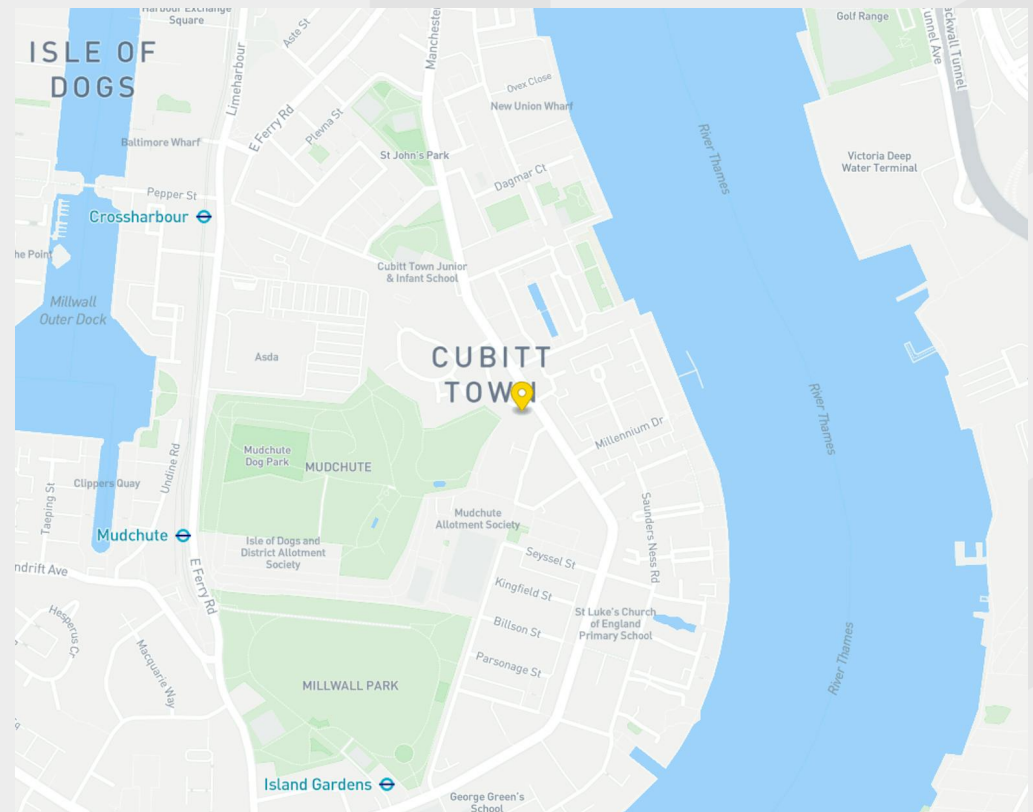 Harbour Exchange
Square
ISLE OF
DOGS
Limeharbour
Aste St
Manchester
Golf Range
Tunnel Ave
ackwall Tunnel
Ovex Close
New Union Wharf
E Ferry Rd
Plevna St
Baltimore Wharf
St John's Park
River Thames
Victoria Deep
Water Terminal
Dagmar Ct
Pepper St
Crossharbour
he Point
Cubitt Town Junior
& Infant School
Millwall
Outer Dock
Asda
CUBITT
TOWN
River Thames
Millennium Dr
Mudchute
Dog Park
MUDCHUTE
Undine Rd
Clippers Quay
Taeping St
Mudchute
Allotment Society
Saunders Ness Rd
Mudchute
Isle of Dogs and
District Allotment
Society
Seyssel St
ndrift Ave
E Ferry Rd
Kingfield St
Hesperus Cr
St Luke's Church
of England
Primary School
Billson St
Macquarie Way
Parsonage St
River Thames
MILLWALL PARK
Island Gardens
George Green's
School